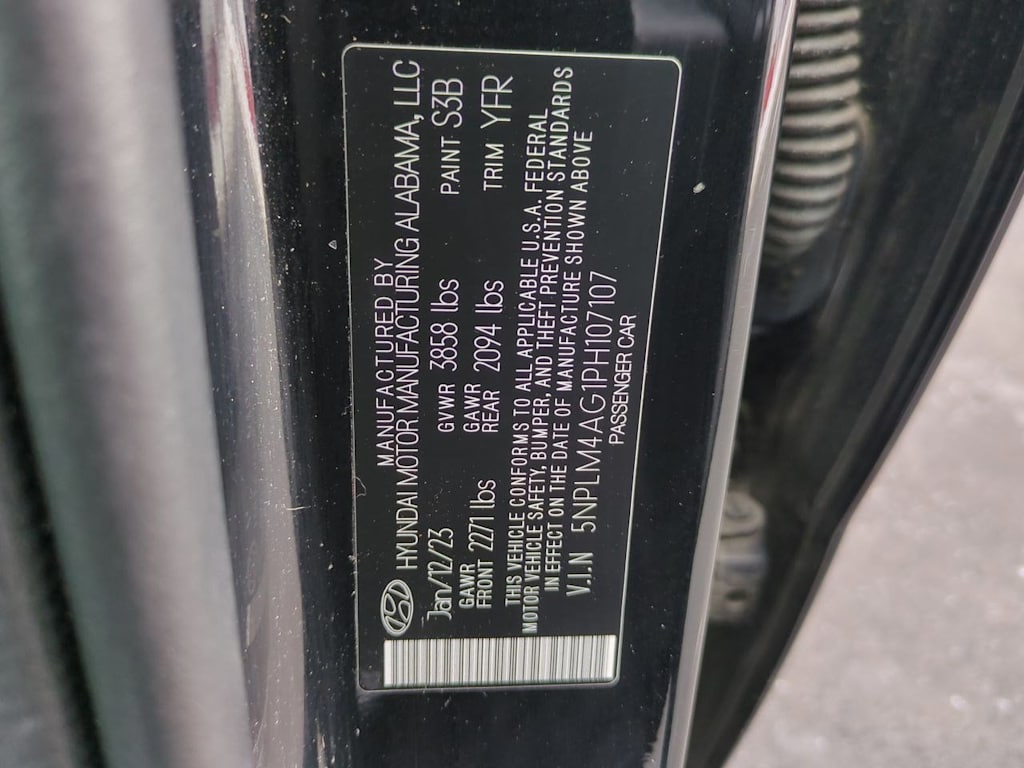 MANUFACTURED BY
HYUNDAI MOTOR MANUFACTURING ALABAMA, LLC
Jan/12/23 GVWR 3858 lbs PAINT S3B
GAWR FRONT 2271 lbs GAWR REAR 2094 lbs TRIM YFR
THIS VEHICLE CONFORMS TO ALL APPLICABLE U.S.A. FEDERAL
MOTOR VEHICLE SAFETY, BUMPER, AND THEFT PREVENTION STANDARDS
IN EFFECT ON THE DATE OF MANUFACTURE SHOWN ABOVE
V.I.N 5NPLM4AG1PH107107
PASSENGER CAR